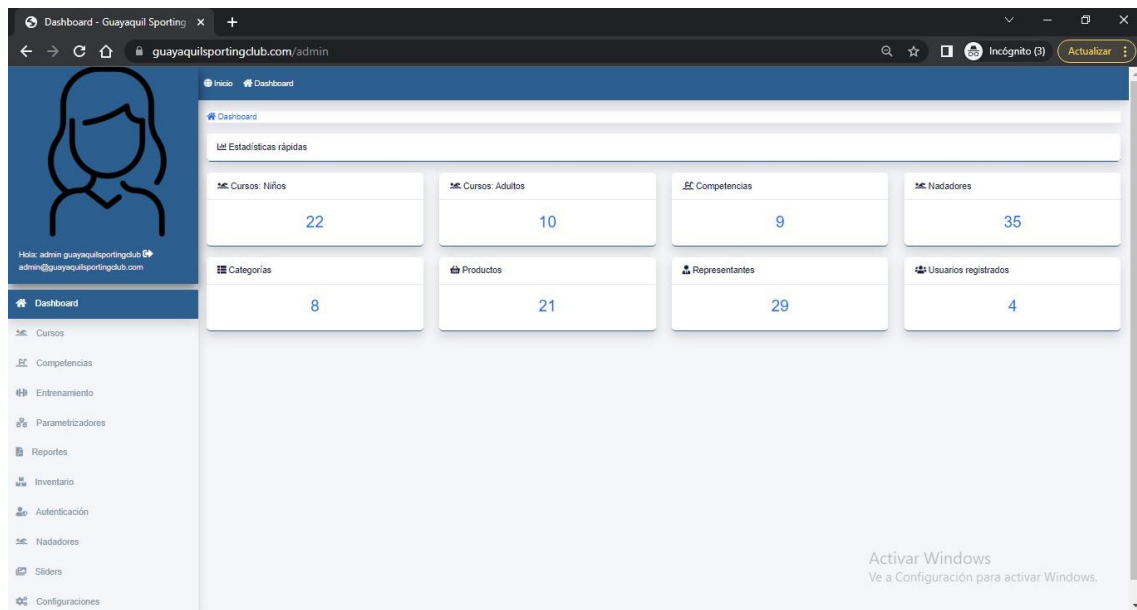 Dashboard - Guayaquil Sporting
guayaquilsportingclub.com/admin
Incógnito (3)
Actualizar
Inicio Dashboard
Dashboard
Estadísticas rápidas
Cursos: Niños
22
Cursos: Adultos
10
Competencias
9
Nadadores
35
Categorías
8
Productos
21
Representantes
29
Usuarios registrados
4
Hola: admin guayaquilsportingclub
admin@guayaquilsportingclub.com
Dashboard
Cursos
Competencias
Entrenamiento
Parametrizadores
Reportes
Inventario
Autenticación
Nadadores
Sliders
Configuraciones
Activar Windows
Ve a Configuración para activar Windows.